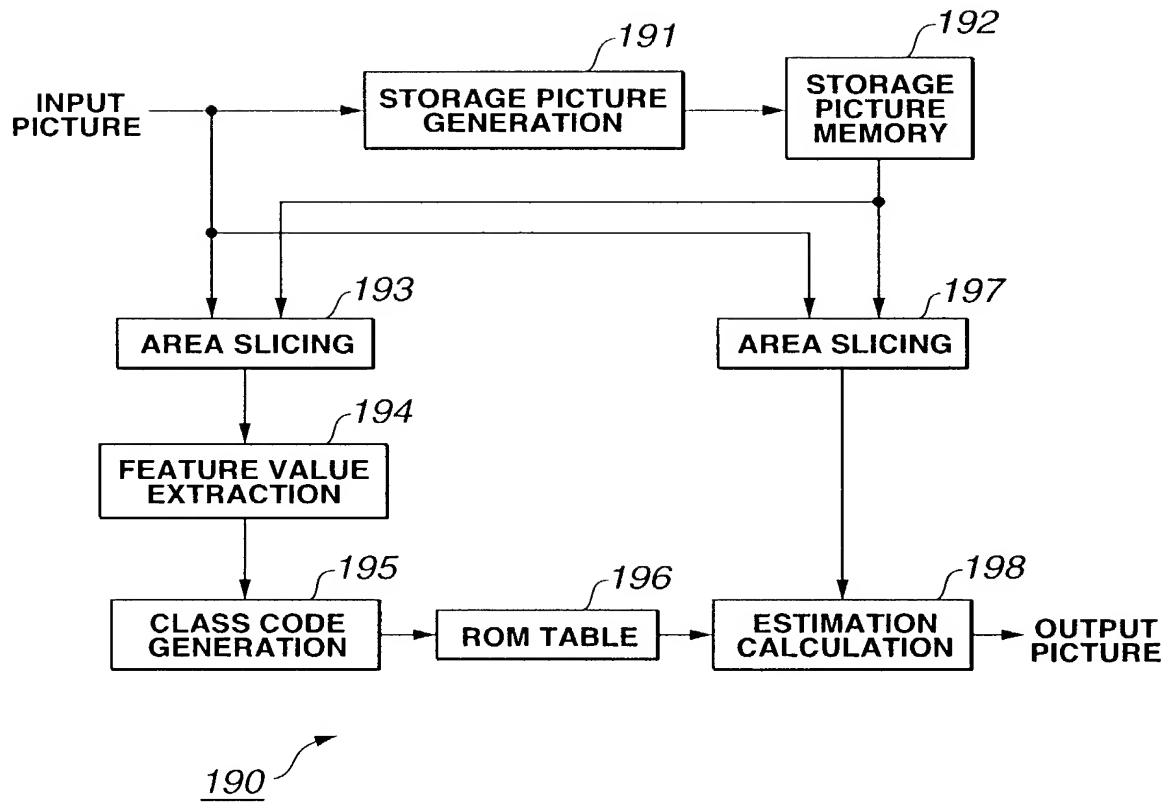 191
192
INPUT
PICTURE
STORAGE PICTURE
GENERATION
STORAGE
PICTURE
MEMORY
193
197
AREA SLICING
AREA SLICING
194
FEATURE VALUE
EXTRACTION
195
196
198
CLASS CODE
GENERATION
ROM TABLE
ESTIMATION
CALCULATION
OUTPUT
PICTURE
190